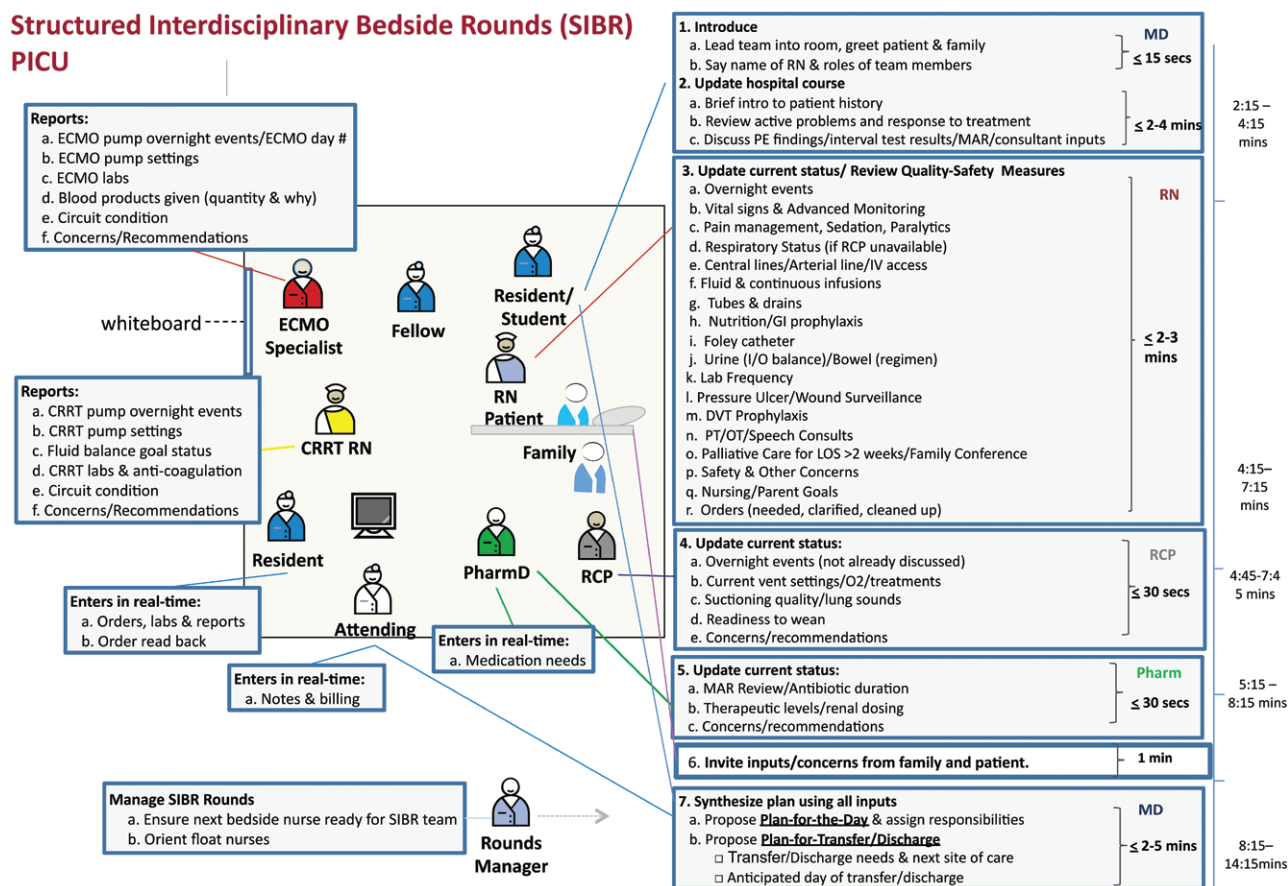 Structured Interdisciplinary Bedside Rounds (SIBR)
PICU
Reports:
a. ECMO pump overnight events/ECMO day #
b. ECMO pump settings
c. ECMO labs
d. Blood products given (quantity & why)
e. Circuit condition
f. Concerns/Recommendations
whiteboard
ECMO
Specialist
Fellow
Resident/
Student
RN
Patient
Family
CRRT RN
Reports:
a. CRRT pump overnight events
b. CRRT pump settings
c. Fluid balance goal status
d. CRRT labs & anti-coagulation
e. Circuit condition
f. Concerns/Recommendations
Resident
Attending
PharmD
RCP
Enters in real-time:
a. Orders, labs & reports
b. Order read back
Enters in real-time:
a. Medication needs
Enters in real-time:
a. Notes & billing
Manage SIBR Rounds
a. Ensure next bedside nurse ready for SIBR team
b. Orient float nurses
Rounds
Manager
1. Introduce
a. Lead team into room, greet patient & family
b. Say name of RN & roles of team members
MD
≤ 15 secs
2. Update hospital course
a. Brief intro to patient history
b. Review active problems and response to treatment
c. Discuss PE findings/interval test results/MAR/consultant inputs
≤ 2-4 mins
2:15 –
4:15
mins
3. Update current status/ Review Quality-Safety Measures
RN
a. Overnight events
b. Vital signs & Advanced Monitoring
c. Pain management, Sedation, Paralytics
d. Respiratory Status (if RCP unavailable)
e. Central lines/Arterial line/IV access
f. Fluid & continuous infusions
g. Tubes & drains
h. Nutrition/GI prophylaxis
i. Foley catheter
j. Urine (I/O balance)/Bowel (regimen)
k. Lab Frequency
l. Pressure Ulcer/Wound Surveillance
m. DVT Prophylaxis
n. PT/OT/Speech Consults
o. Palliative Care for LOS >2 weeks/Family Conference
p. Safety & Other Concerns
q. Nursing/Parent Goals
r. Orders (needed, clarified, cleaned up)
≤ 2-3
mins
4:15–
7:15
mins
4. Update current status:
RCP
a. Overnight events (not already discussed)
b. Current vent settings/O2/treatments
c. Suctioning quality/lung sounds
d. Readiness to wean
e. Concerns/recommendations
≤ 30 secs
4:45-7:4
5 mins
5. Update current status:
Pharm
a. MAR Review/Antibiotic duration
b. Therapeutic levels/renal dosing
c. Concerns/recommendations
≤ 30 secs
5:15 –
8:15 mins
6. Invite inputs/concerns from family and patient.
1 min
7. Synthesize plan using all inputs
MD
a. Propose Plan-for-the-Day & assign responsibilities
b. Propose Plan-for-Transfer/Discharge
□ Transfer/Discharge needs & next site of care
□ Anticipated day of transfer/discharge
≤ 2-5 mins
8:15–
14:15mins